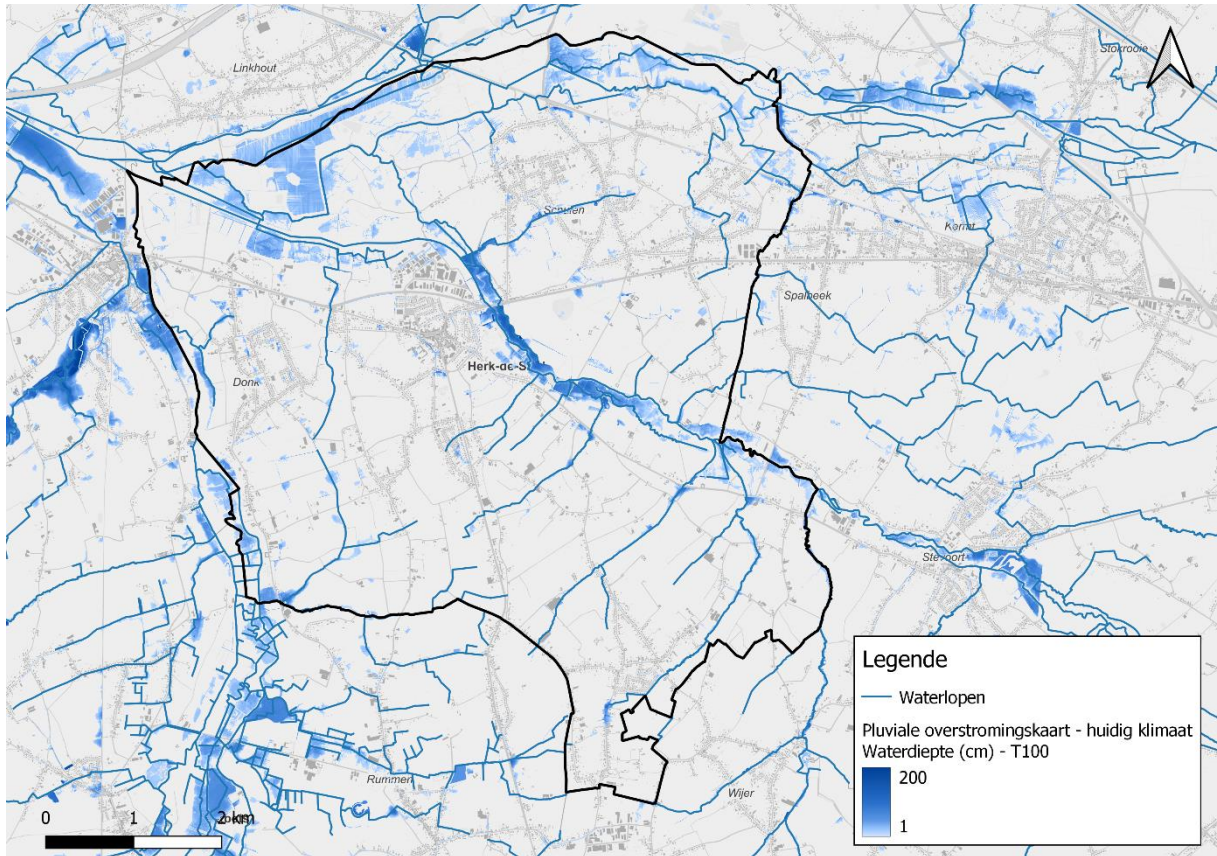 Linkhout
Stokrooie
Schulen
Kermt
Spalbeek
Donk
Herk-de-St
Stevoort
Rummen
Wijer
Legende
Waterlopen
Pluviale overstromingskaart - huidig klimaat
Waterdiepte (cm) - T100
200
1
0 1 2 km